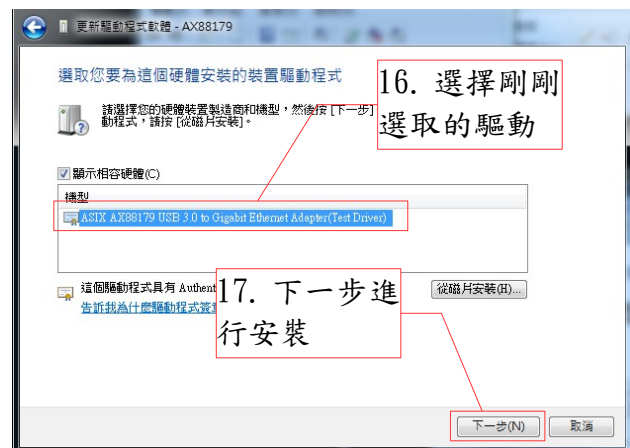 更新驅動程式軟體 - AX88179
選取您要為這個硬體安裝的裝置驅動程式
16. 選擇剛剛
選取的驅動
請選擇您的硬體裝置製造商和機型，然後按 [下一步]
動程式，請按 [從磁片安裝]。
顯示相容硬體(C)
機型
ASIX AX88179 USB 3.0 to Gigabit Ethernet Adapter(Test Driver)
這個驅動程式具有 Authent
告訴我為什麼驅動程式簽
從磁片安裝(H)...
17. 下一步進
行安裝
下一步(N)
取消